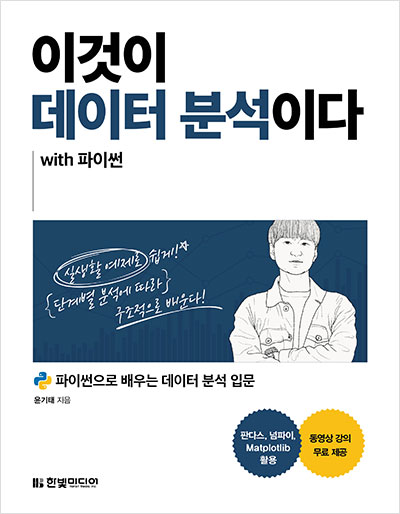 이것이
데이터 분석이다
with 파이썬
실생활 예제로 쉽게!
{단계별 분석에 따라}
구조적으로 배운다!
파이썬으로 배우는 데이터 분석 입문
윤기태 지음
판다스, 넘파이,
Matplotlib
활용
동영상 강의
무료 제공
한빛미디어